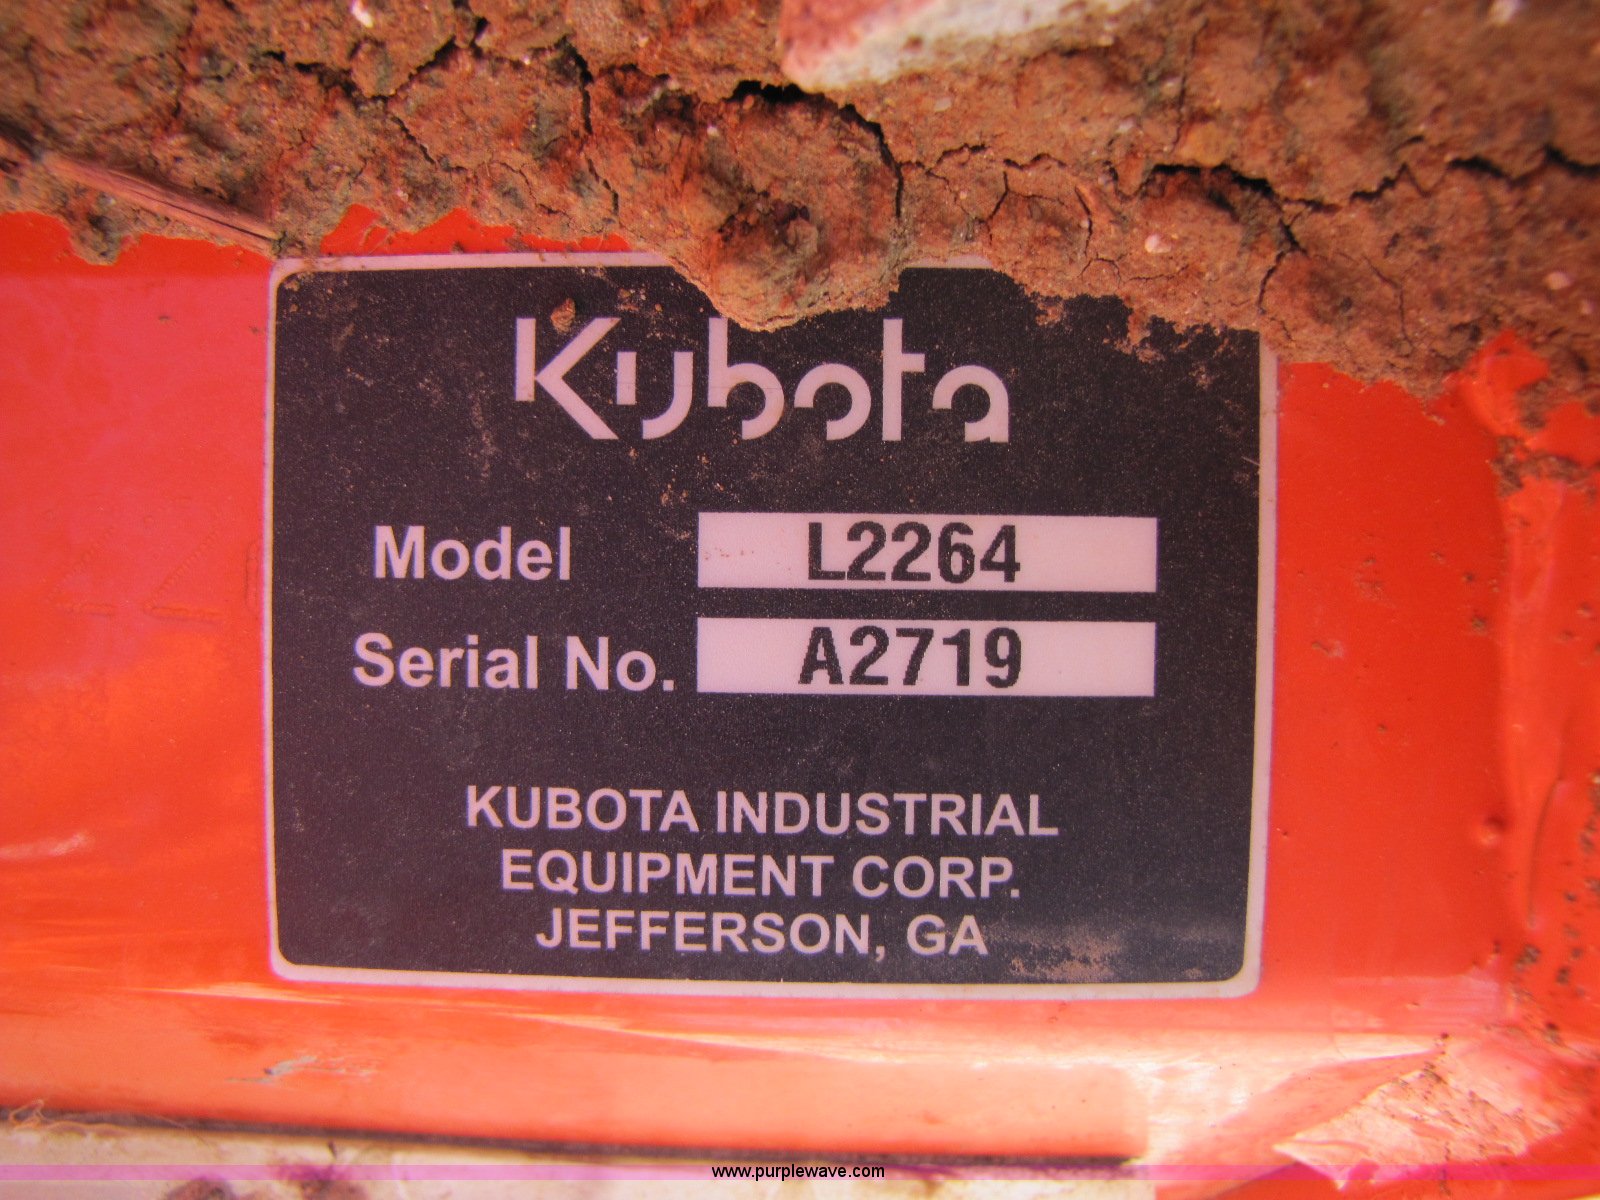 Kubota
Model L2264
Serial No. A2719
KUBOTA INDUSTRIAL
EQUIPMENT CORP.
JEFFERSON, GA
www.purplewave.com